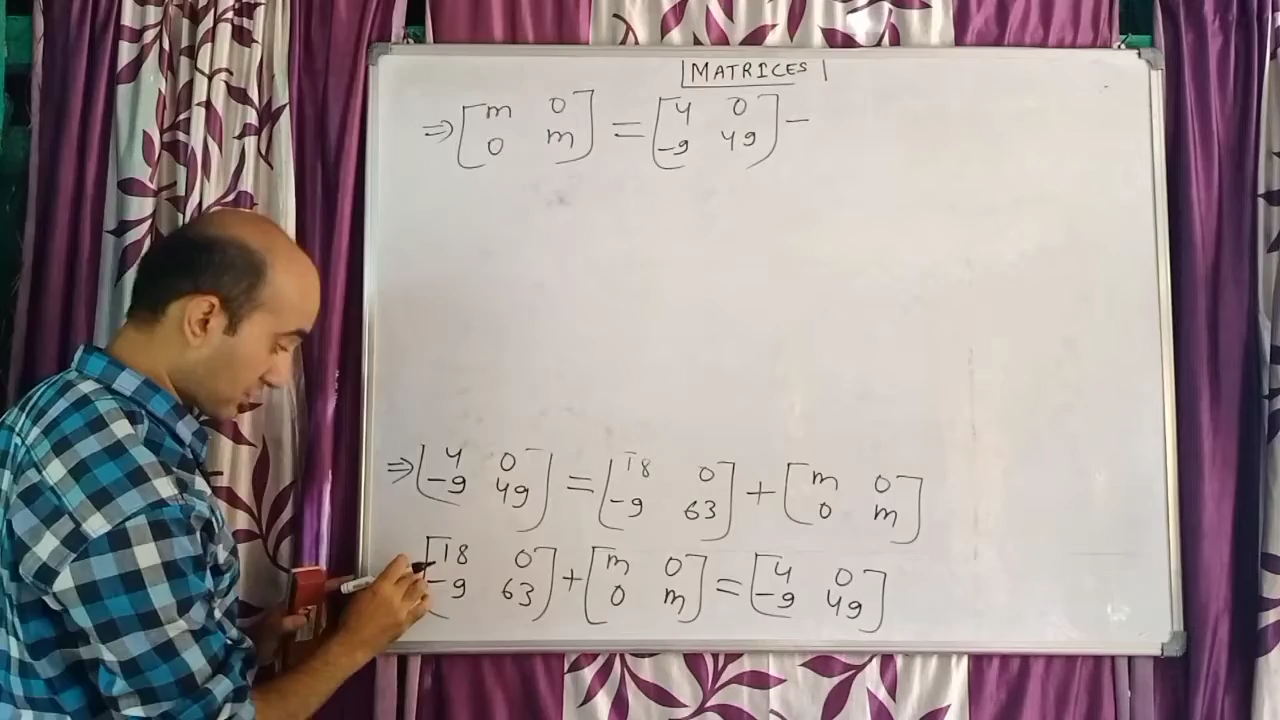 MATRICES
⇒ [m 0
0 m] = [4 0
-9 49] -
⇒ [4 0
-9 49] = [18 0
-9 63] + [m 0
0 m]
[18 0
-9 63] + [m 0
0 m] = [4 0
-9 49]